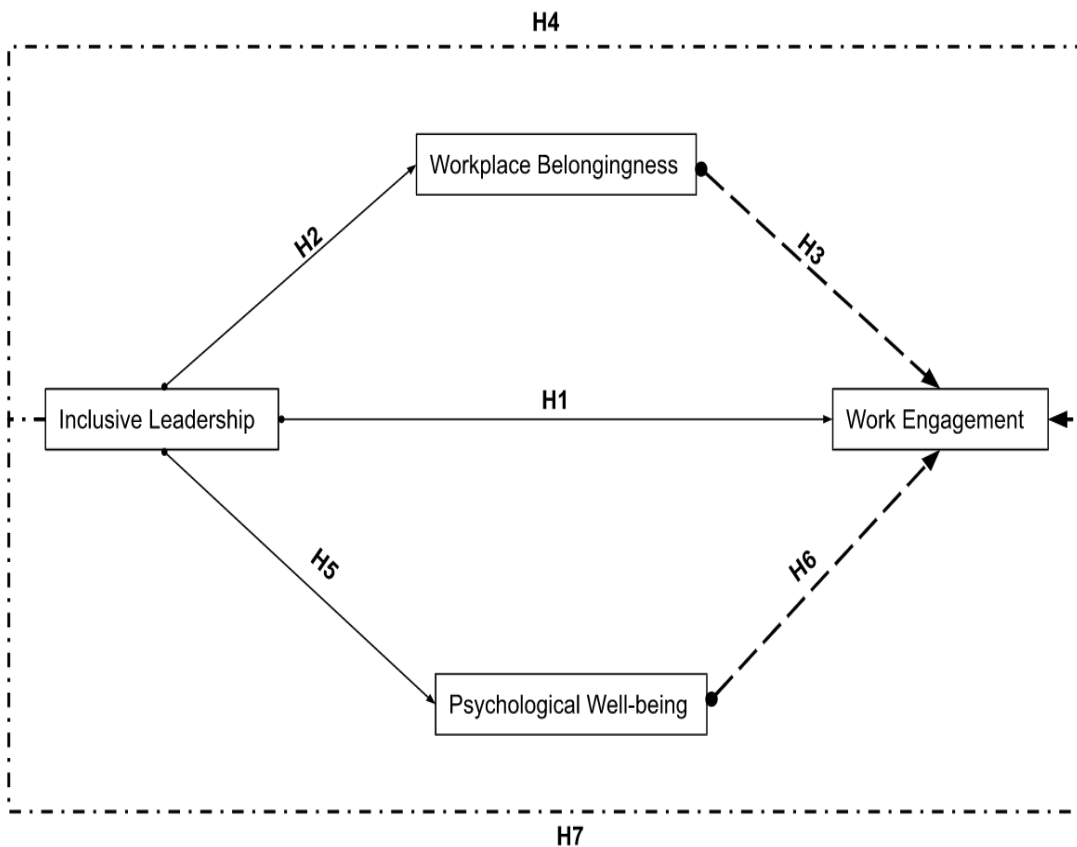 H4
Workplace Belongingness
H2
H3
Inclusive Leadership
H1
Work Engagement
H5
H6
Psychological Well-being
H7